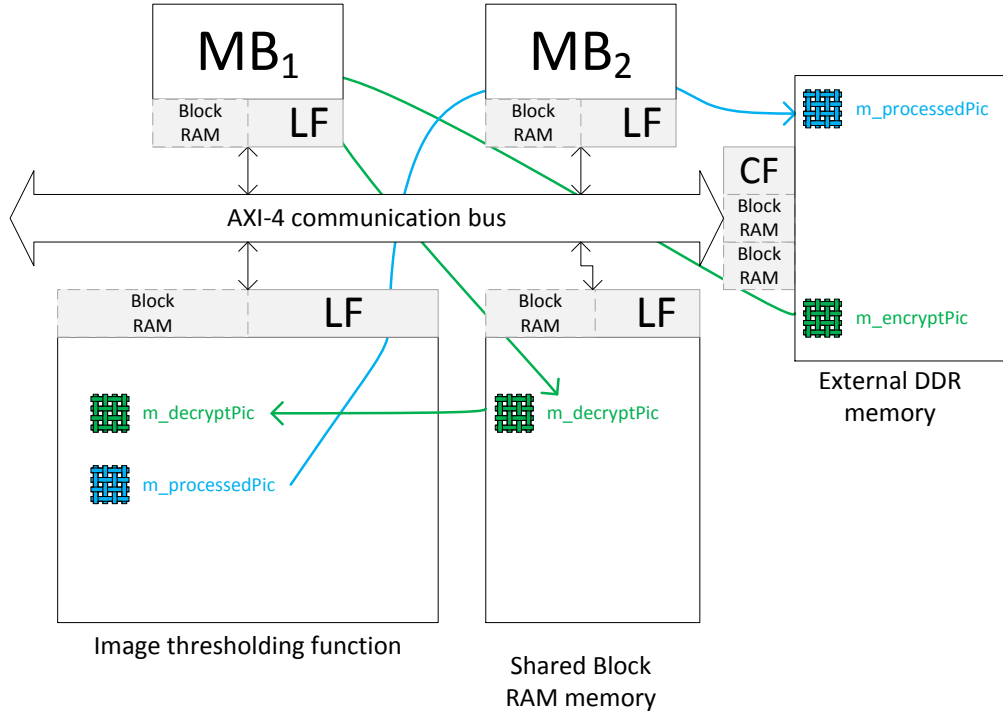 MB1
Block
RAM
LF
MB2
Block
RAM
LF
m_processedPic
CF
Block
RAM
Block
RAM
m_encryptPic
External DDR
memory
AXI-4 communication bus
Block
RAM
LF
m_decryptPic
m_processedPic
Image thresholding function
Block
RAM
LF
m_decryptPic
Shared Block
RAM memory